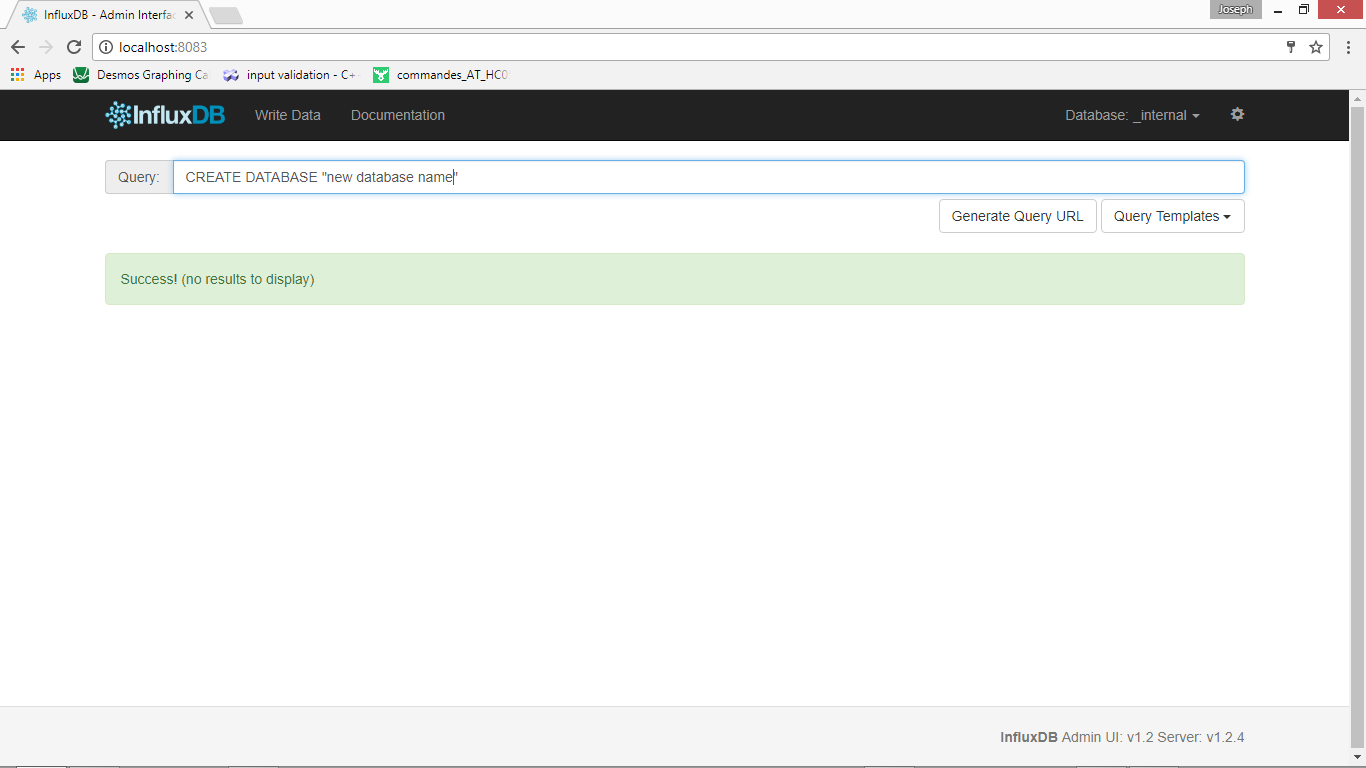 InfluxDB - Admin Interfac
Joseph
localhost:8083
Apps Desmos Graphing Ca input validation - C+ commandes_AT_HC0
InfluxDB Write Data Documentation Database: _internal
Query: CREATE DATABASE "new database name"
Generate Query URL Query Templates
Success! (no results to display)
InfluxDB Admin UI: v1.2 Server: v1.2.4